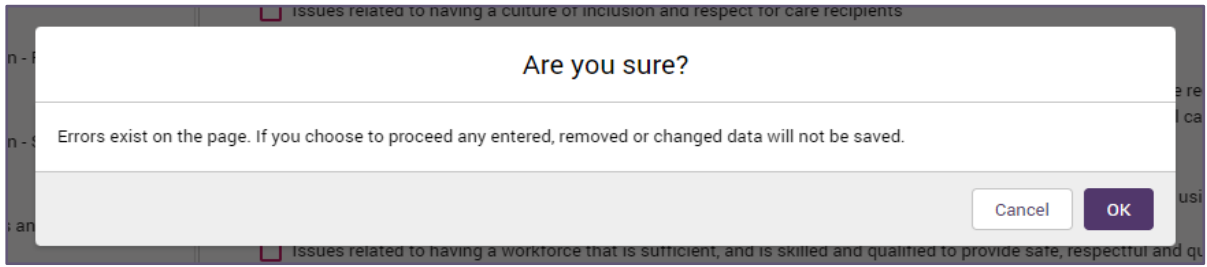 Issues related to having a culture of inclusion and respect for care recipients
Are you sure?
Errors exist on the page. If you choose to proceed any entered, removed or changed data will not be saved.
Cancel
OK
Issues related to having a workforce that is sufficient, and is skilled and qualified to provide safe, respectful and